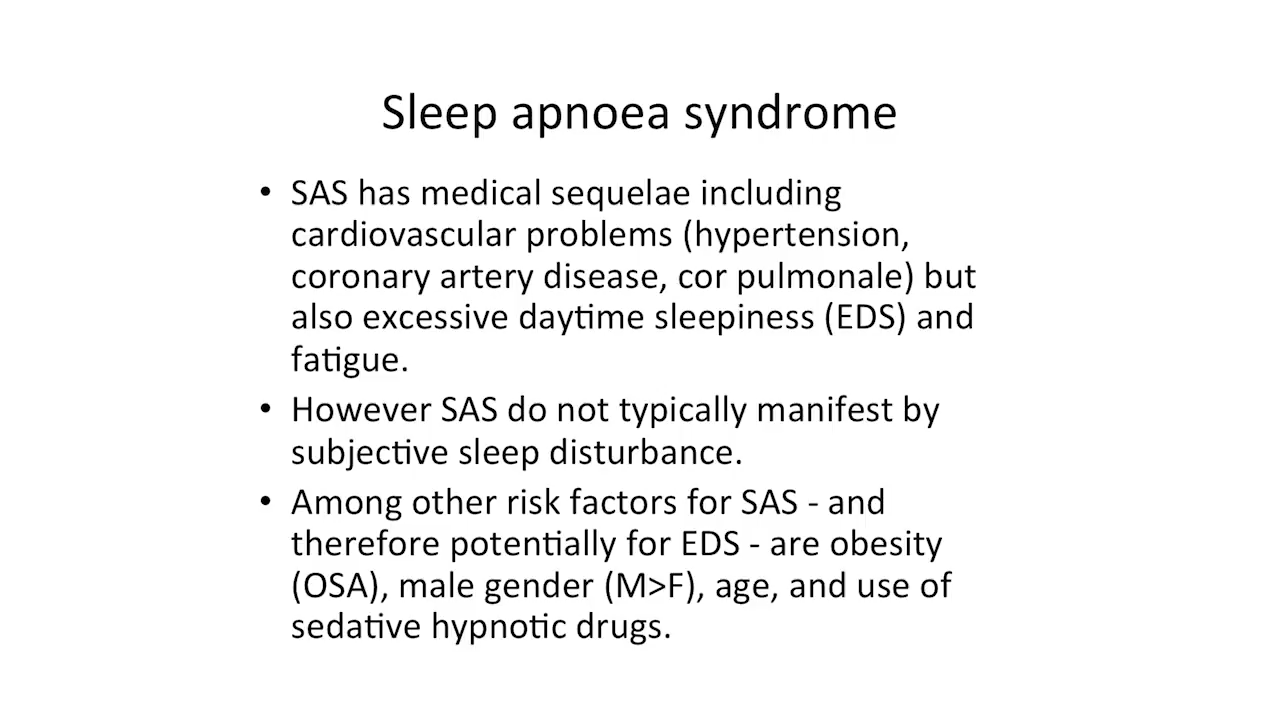 Sleep apnoea syndrome
• SAS has medical sequelae including
cardiovascular problems (hypertension,
coronary artery disease, cor pulmonale) but
also excessive daytime sleepiness (EDS) and
fatigue.
• However SAS do not typically manifest by
subjective sleep disturbance.
• Among other risk factors for SAS - and
therefore potentially for EDS - are obesity
(OSA), male gender (M>F), age, and use of
sedative hypnotic drugs.